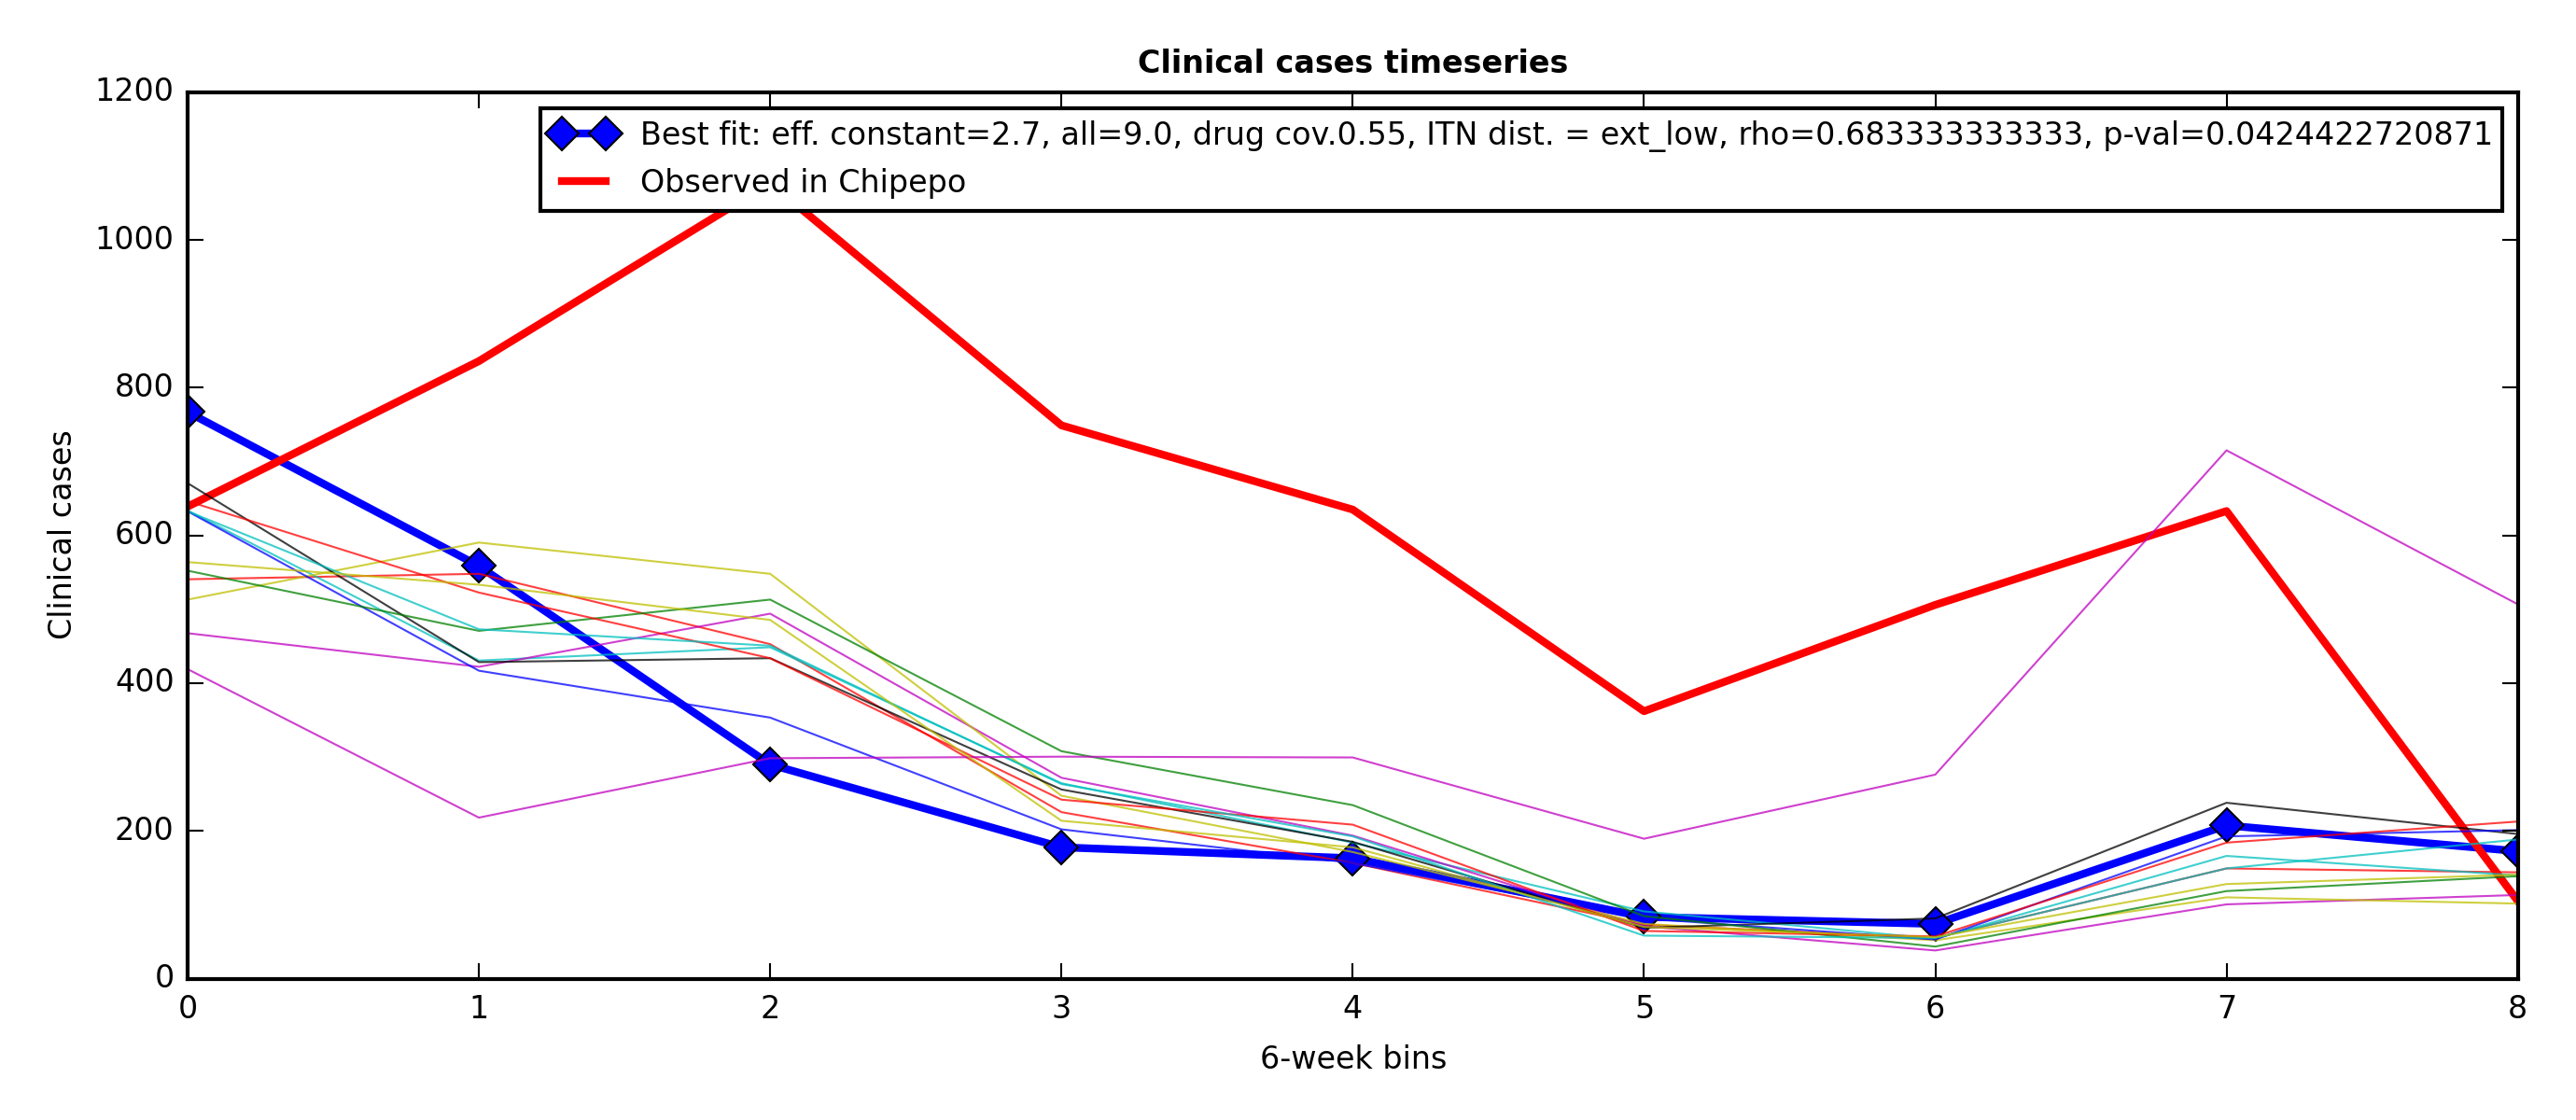 Clinical cases timeseries
Best fit: eff. constant=2.7, all=9.0, drug cov.0.55, ITN dist. = ext_low, rho=0.683333333333, p-val=0.0424422720871
Observed in Chipepo
1200
1000
800
600
400
200
0
Clinical cases
0 1 2 3 4 5 6 7 8
6-week bins